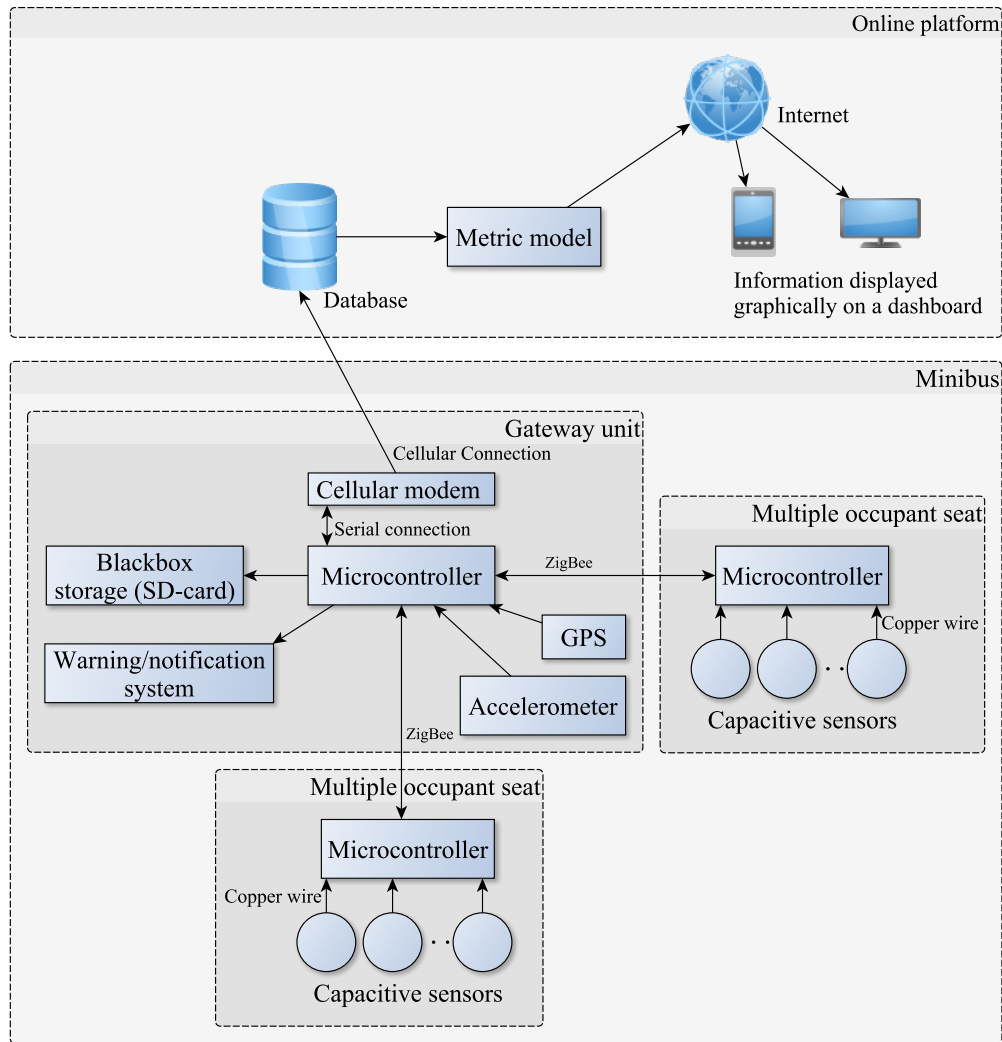 Online platform
Internet
Metric model
Database
Information displayed
graphically on a dashboard
Minibus
Gateway unit
Cellular Connection
Cellular modem
Serial connection
Multiple occupant seat
Blackbox
storage (SD-card)
Microcontroller
ZigBee
Microcontroller
Copper wire
GPS
Warning/notification
system
Accelerometer
Capacitive sensors
ZigBee
Multiple occupant seat
Microcontroller
Copper wire
Capacitive sensors